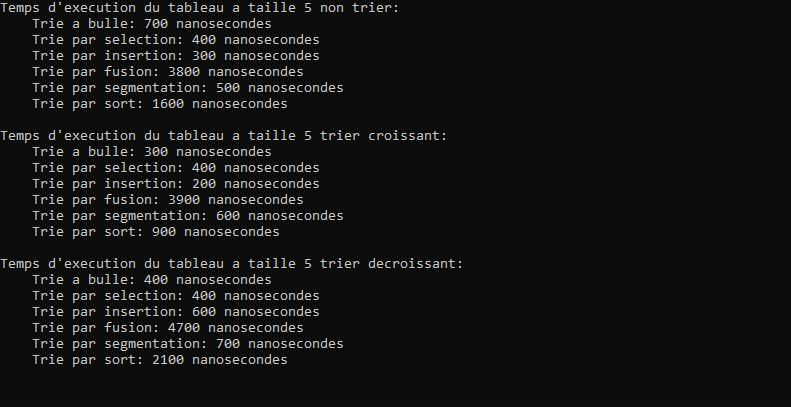 Temps d'execution du tableau a taille 5 non trier:
Trie a bulle: 700 nanosecondes
Trie par selection: 400 nanosecondes
Trie par insertion: 300 nanosecondes
Trie par fusion: 3800 nanosecondes
Trie par segmentation: 500 nanosecondes
Trie par sort: 1600 nanosecondes
Temps d'execution du tableau a taille 5 trier croissant:
Trie a bulle: 300 nanosecondes
Trie par selection: 400 nanosecondes
Trie par insertion: 200 nanosecondes
Trie par fusion: 3900 nanosecondes
Trie par segmentation: 600 nanosecondes
Trie par sort: 900 nanosecondes
Temps d'execution du tableau a taille 5 trier decroissant:
Trie a bulle: 400 nanosecondes
Trie par selection: 400 nanosecondes
Trie par insertion: 600 nanosecondes
Trie par fusion: 4700 nanosecondes
Trie par segmentation: 700 nanosecondes
Trie par sort: 2100 nanosecondes